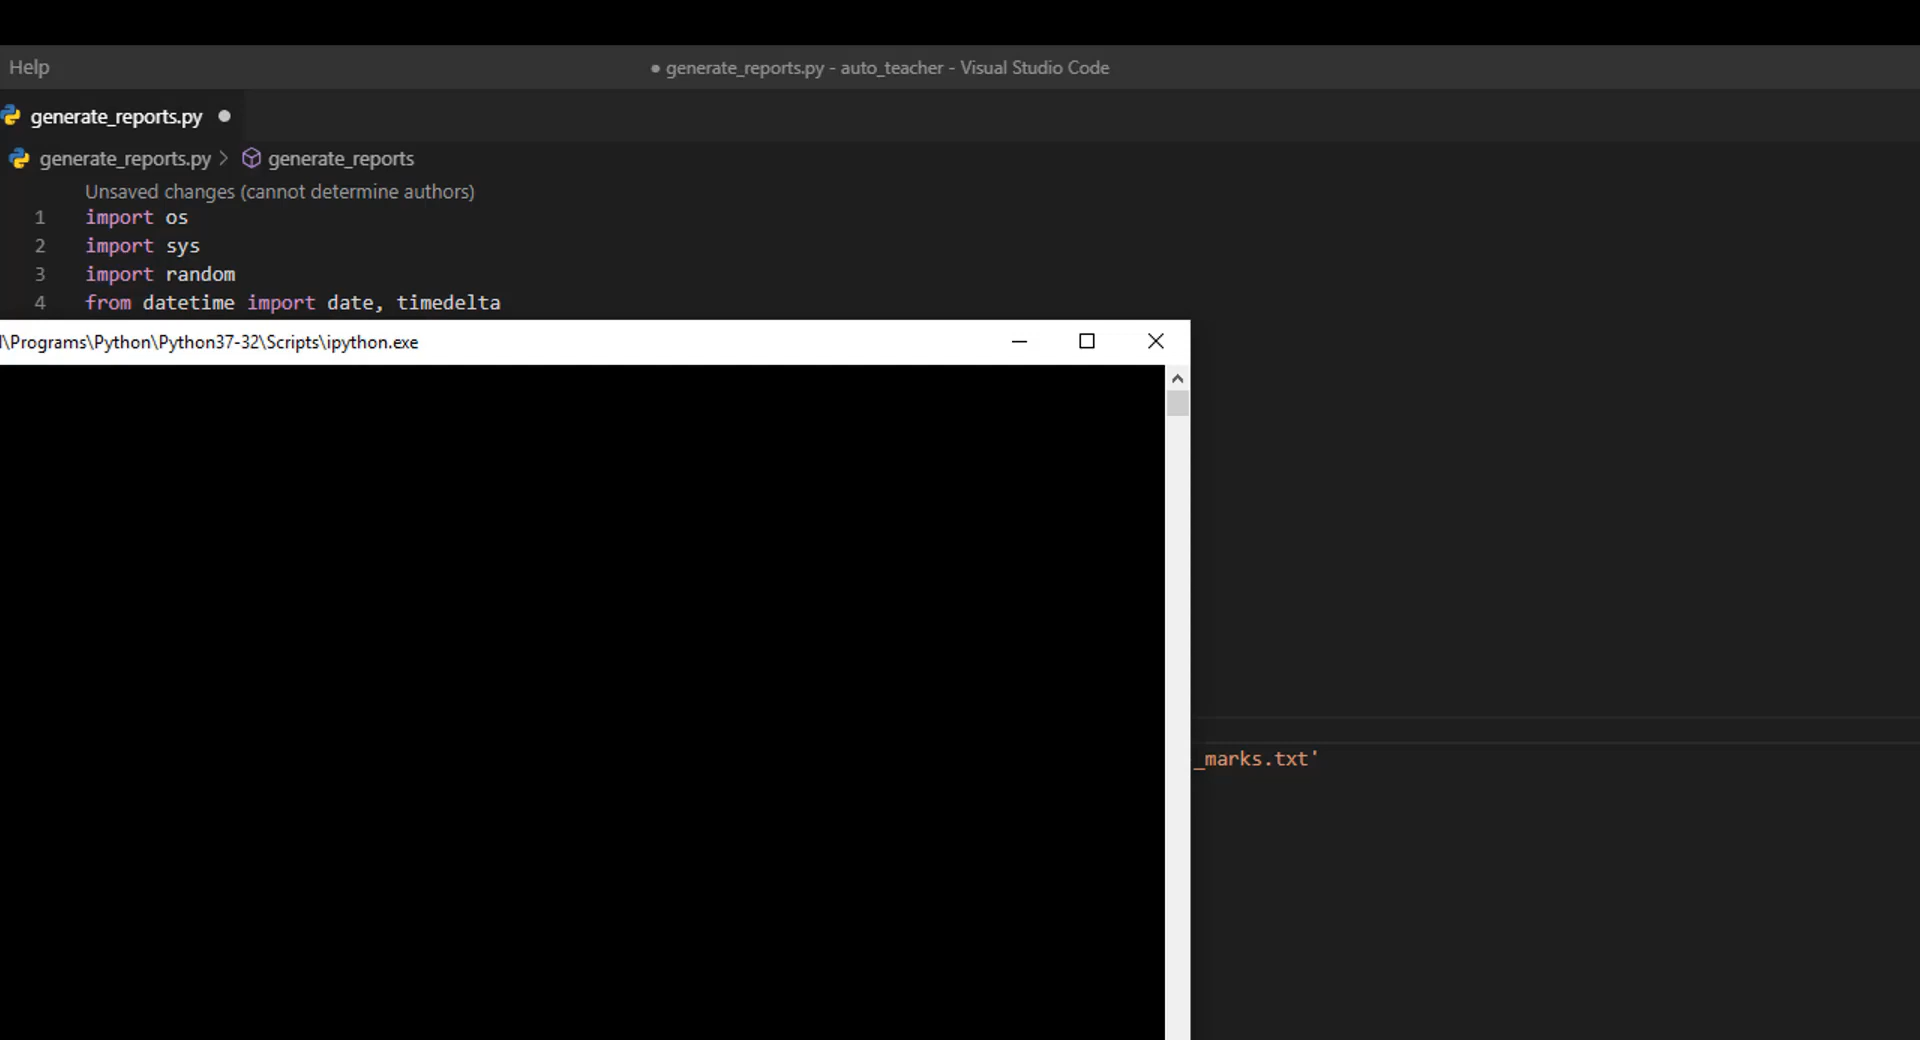 Help
● generate_reports.py - auto_teacher - Visual Studio Code
generate_reports.py ●
generate_reports.py > generate_reports
Unsaved changes (cannot determine authors)
1 import os
2 import sys
3 import random
4 from datetime import date, timedelta
\Programs\Python\Python37-32\Scripts\ipython.exe
_marks.txt'